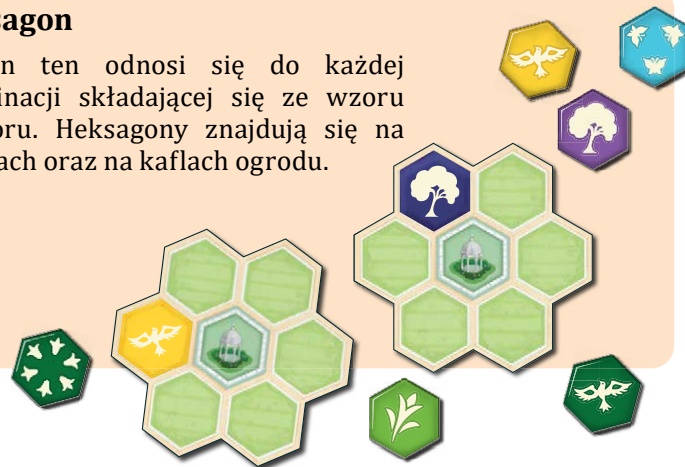 sagon
n ten odnosi się do każdej
inacji składającej się ze wzoru
oru. Heksagony znajdują się na
ach oraz na kaflach ogrodu.